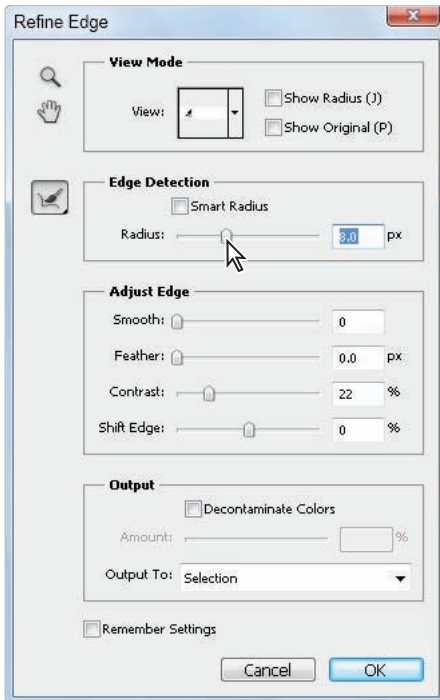 Refine Edge
View Mode
View:
Show Radius (J)
Show Original (P)
Edge Detection
Smart Radius
Radius: 8.0 px
Adjust Edge
Smooth: 0
Feather: 0.0 px
Contrast: 22 %
Shift Edge: 0 %
Output
Decontaminate Colors
Amount: %
Output To: Selection
Remember Settings
Cancel OK